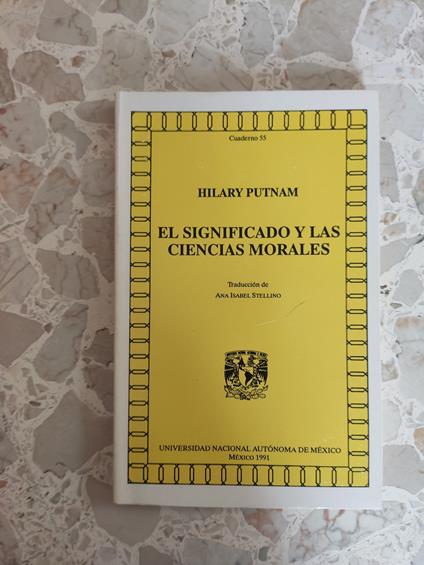 Cuaderno 55
HILARY PUTNAM
EL SIGNIFICADO Y LAS
CIENCIAS MORALES
Traducción de
ANA ISABEL STELLINO
UNIVERSIDAD NACIONAL AUTÓNOMA DE MÉXICO
MÉXICO 1991